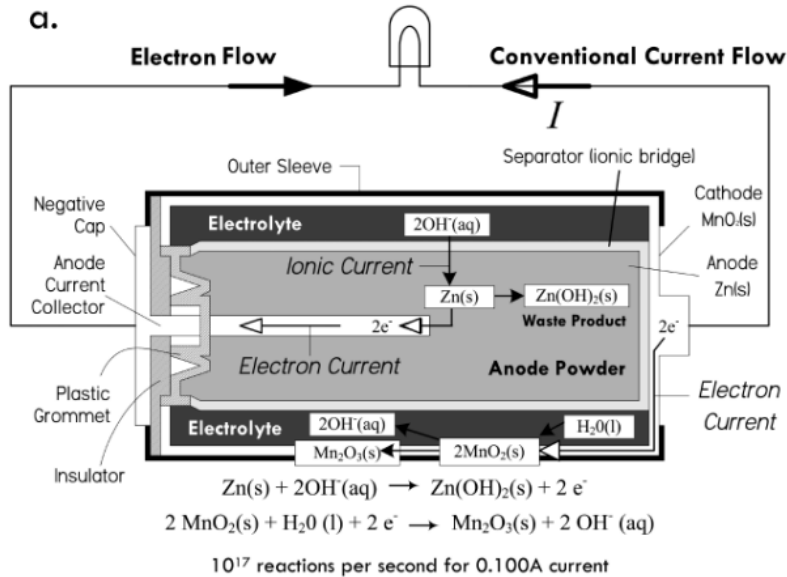 a.
Electron Flow
Conventional Current Flow
I
Outer Sleeve
Separator (ionic bridge)
Negative
Cap
Electrolyte
2OH⁻(aq)
Cathode
MnO₂(s)
Anode
Current
Collector
Ionic Current
Anode
Zn(s)
Zn(s)
Zn(OH)₂(s)
Waste Product
2e⁻
2e⁻
Electron Current
Anode Powder
Plastic
Grommet
Electron
Current
Electrolyte
2OH⁻(aq)
H₂0(l)
Mn₂O₃(s)
2MnO₂(s)
Insulator
Zn(s) + 2OH⁻(aq) → Zn(OH)₂(s) + 2 e⁻
2 MnO₂(s) + H₂0 (l) + 2 e⁻ → Mn₂O₃(s) + 2 OH⁻ (aq)
10¹⁷ reactions per second for 0.100A current